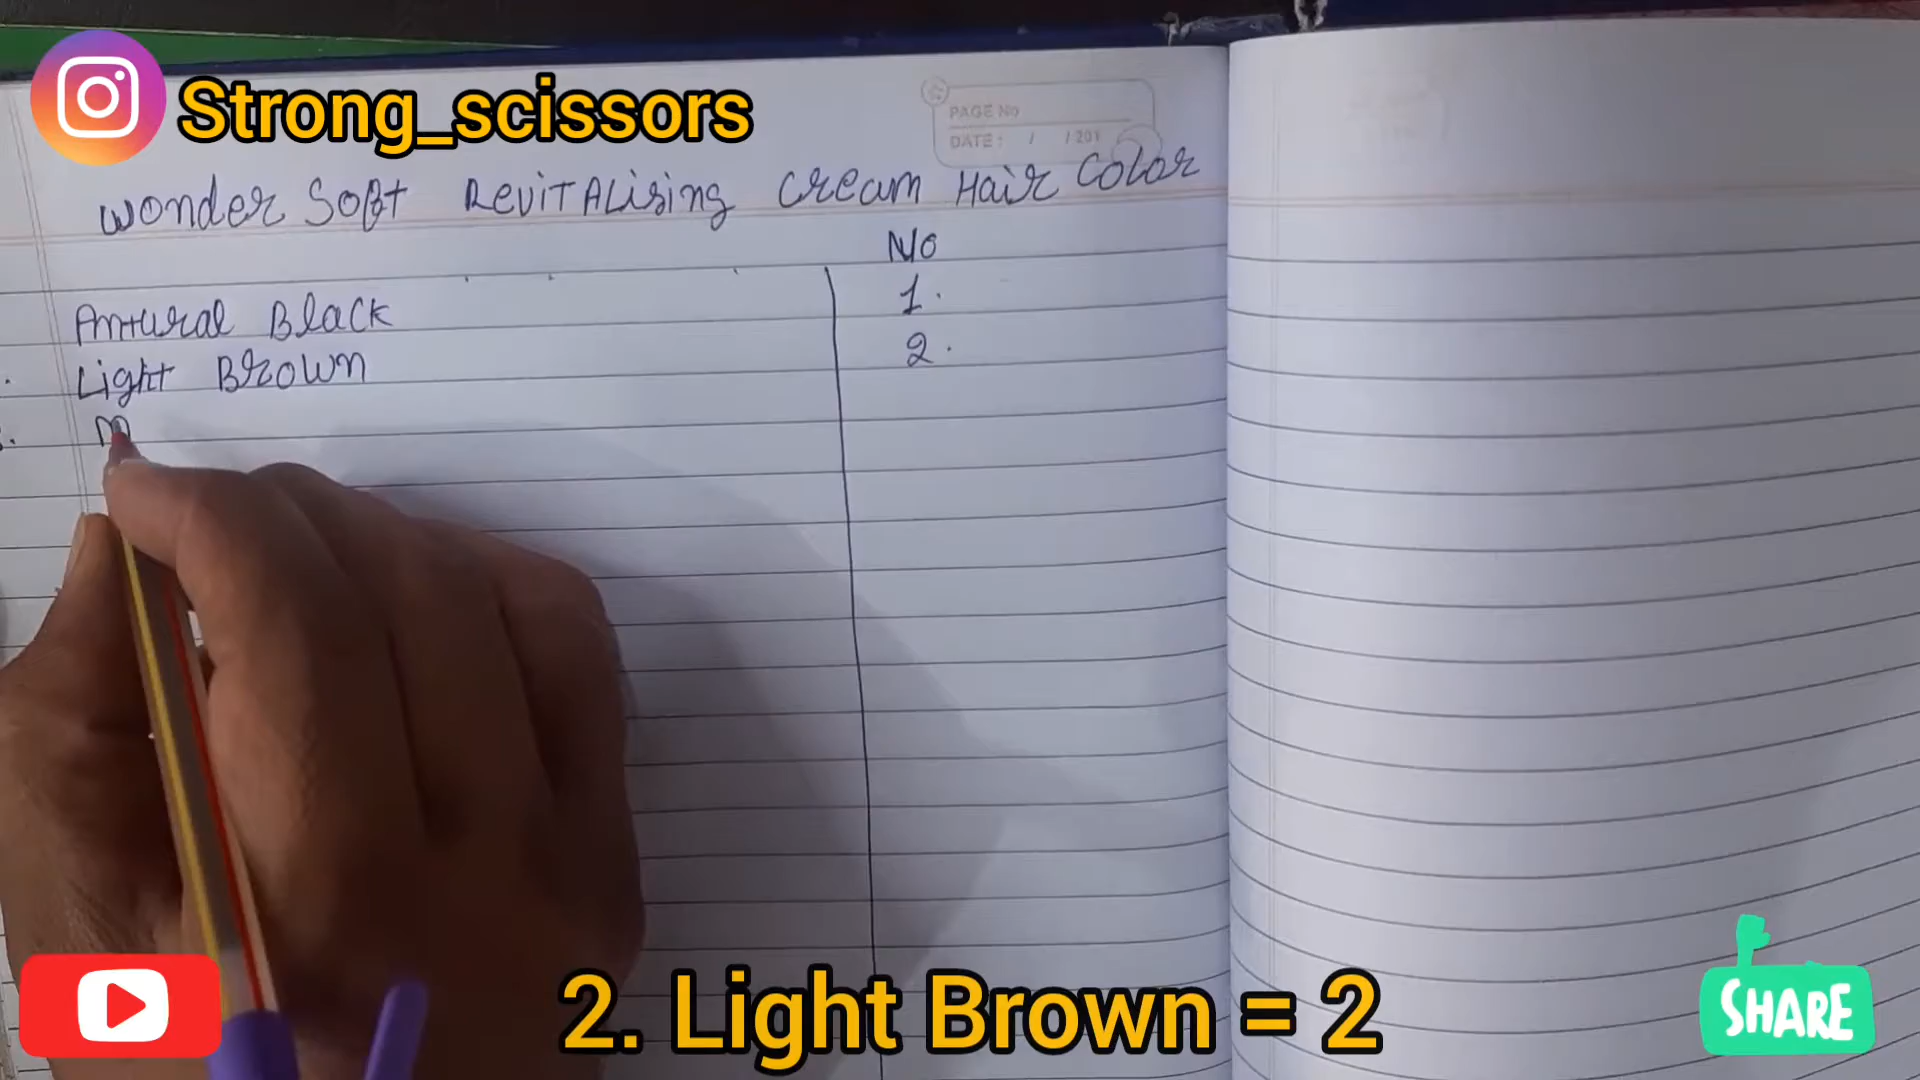 Strong_scissors
PAGE No
DATE: / / 201
Wonder Soft Revitalising Cream Hair Color
No
Antural Black 1.
Light Brown 2.
m
2. Light Brown = 2
SHARE